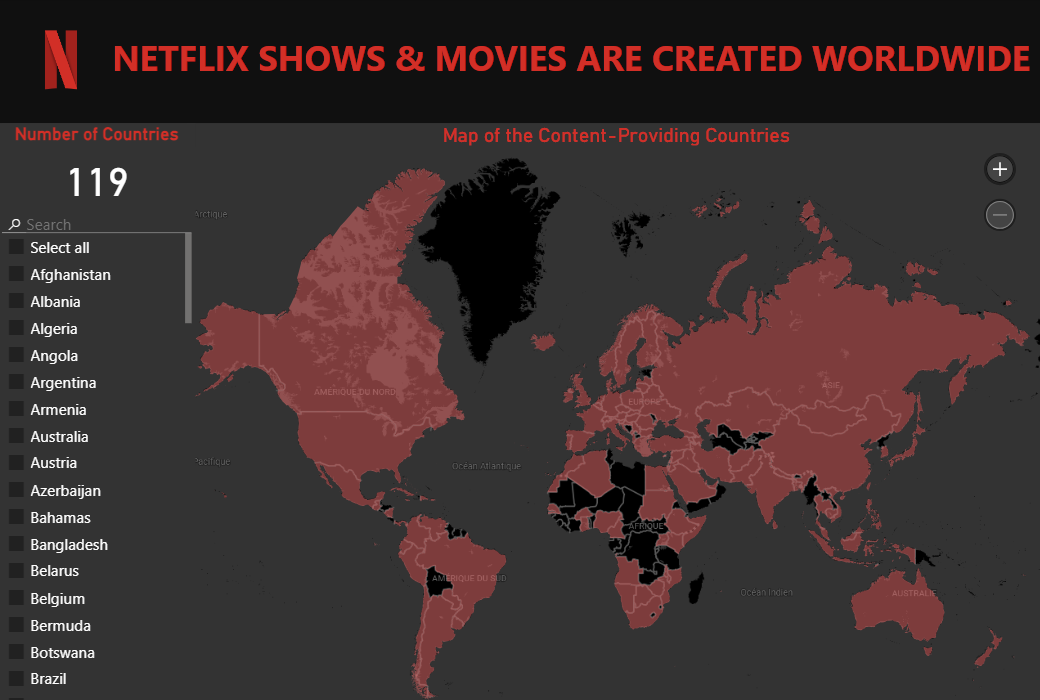 N
NETFLIX SHOWS & MOVIES ARE CREATED WORLDWIDE
Number of Countries
Map of the Content-Providing Countries
119
Search
Select all
Afghanistan
Albania
Algeria
Angola
Argentina
Armenia
Australia
Austria
Azerbaijan
Bahamas
Bangladesh
Belarus
Belgium
Bermuda
Botswana
Brazil
Arctique
AMÉRIQUE DU NORD
EUROPE
ASIE
Pacifique
Océan Atlantique
AFRIQUE
AMÉRIQUE DU SUD
Océan Indien
AUSTRALIE